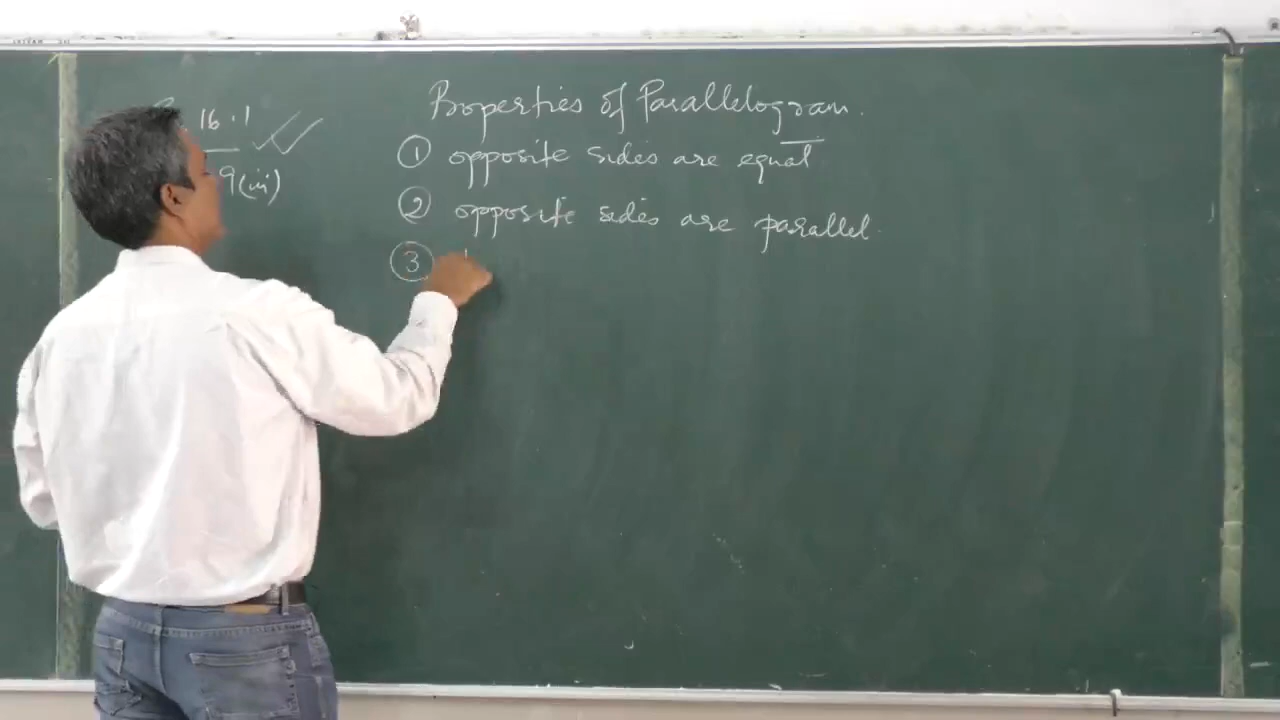 16.1
9(iii)
Properties of Parallelogram.
① opposite sides are equal
② opposite sides are parallel.
③